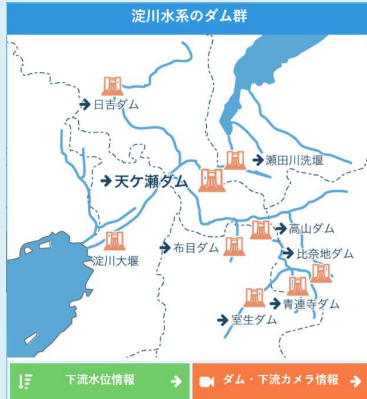 淀川水系のダム群
日吉ダム
瀬田川洗堰
天ケ瀬ダム
高山ダム
布目ダム
比奈地ダム
淀川大堰
青連寺ダム
室生ダム
下流水位情報
ダム・下流カメラ情報